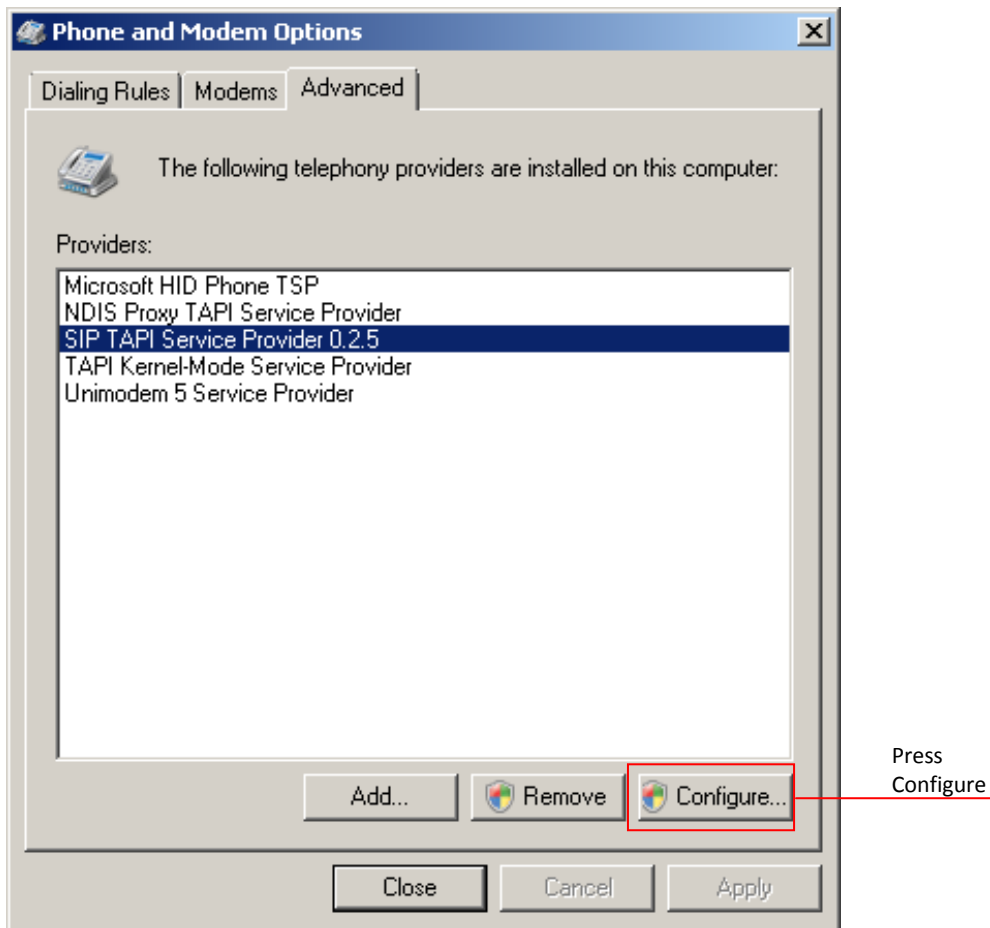 Phone and Modem Options
Dialing Rules
Modems
Advanced
The following telephony providers are installed on this computer:
Providers:
Microsoft HID Phone TSP
NDIS Proxy TAPI Service Provider
SIP TAPI Service Provider 0.2.5
TAPI Kernel-Mode Service Provider
Unimodem 5 Service Provider
Add...
Remove
Configure...
Press
Configure
Close
Cancel
Apply